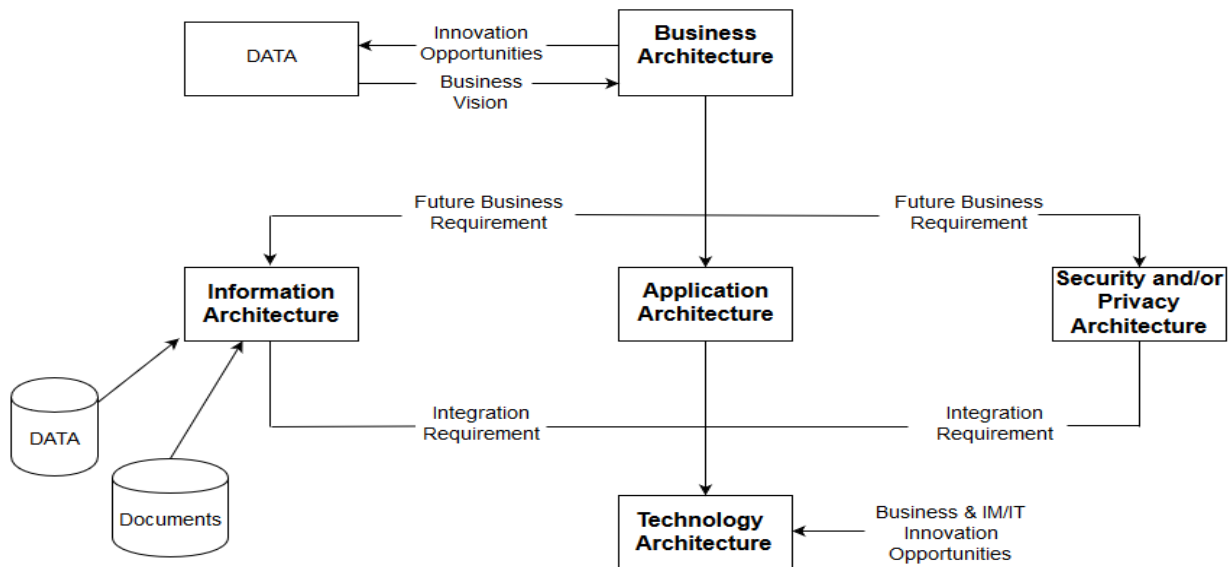 DATA
Innovation
Opportunities
Business
Vision
Business
Architecture
Future Business
Requirement
Future Business
Requirement
Information
Architecture
Application
Architecture
Security and/or
Privacy
Architecture
DATA
Documents
Integration
Requirement
Integration
Requirement
Technology
Architecture
Business & IM/IT
Innovation
Opportunities